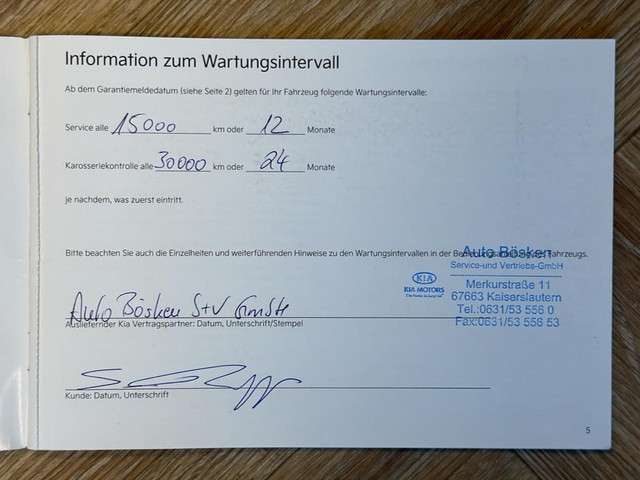 Information zum Wartungsintervall
Ab dem Garantiemeldedatum (siehe Seite 2) gelten für Ihr Fahrzeug folgende Wartungsintervalle:
Service alle 15000 km oder 12 Monate
Karosseriekontrolle alle 30000 km oder 24 Monate
je nachdem, was zuerst eintritt.
Bitte beachten Sie auch die Einzelheiten und weiterführenden Hinweise zu den Wartungsintervallen in der Fahrzeugs.
Auto Bösken
Service-und Vertriebs-GmbH
KIA
KIA MOTORS
Merkurstraße 11
67663 Kaiserslautern
Tel.:0631/53 556 0
Fax:0631/53 556 53
Auto Bösken S+V GmbH
Ausliefernder Kia Vertragspartner: Datum, Unterschrift/Stempel
Kunde: Datum, Unterschrift
5